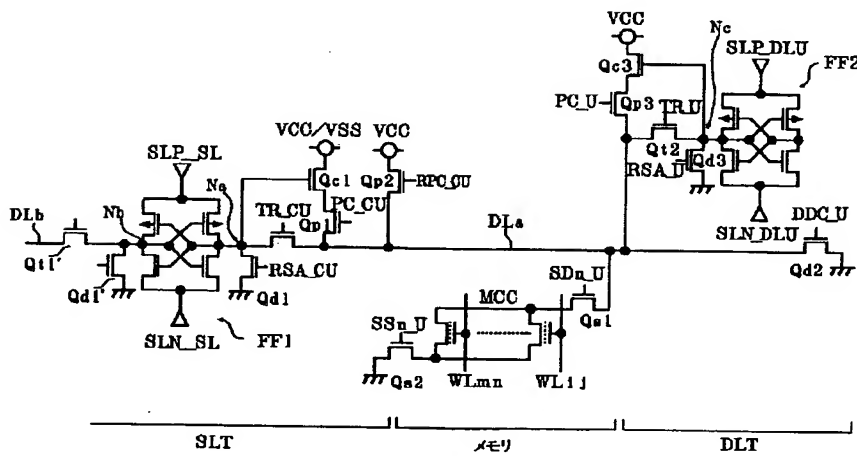 VCC
Nc
SLP_DLU
FF2
Qc3
PC_U
Qp3
TR_U
Qt2
Qd3
RSA_U
SLN_DLU
DDC_U
Qd2
VCC/VSS
VCC
SLP_SL
Na
Qc1
Qp2
RPC_CU
PC_CU
Qp1
TR_CU
DLb
Nb
DLa
Qt1'
Qd1'
RSA_CU
Qd1
SLN_SL
FF1
SDn_U
MCC
Qs1
SSn_U
Qs2
WLmn
WLij
SLT
メモリ
DLT